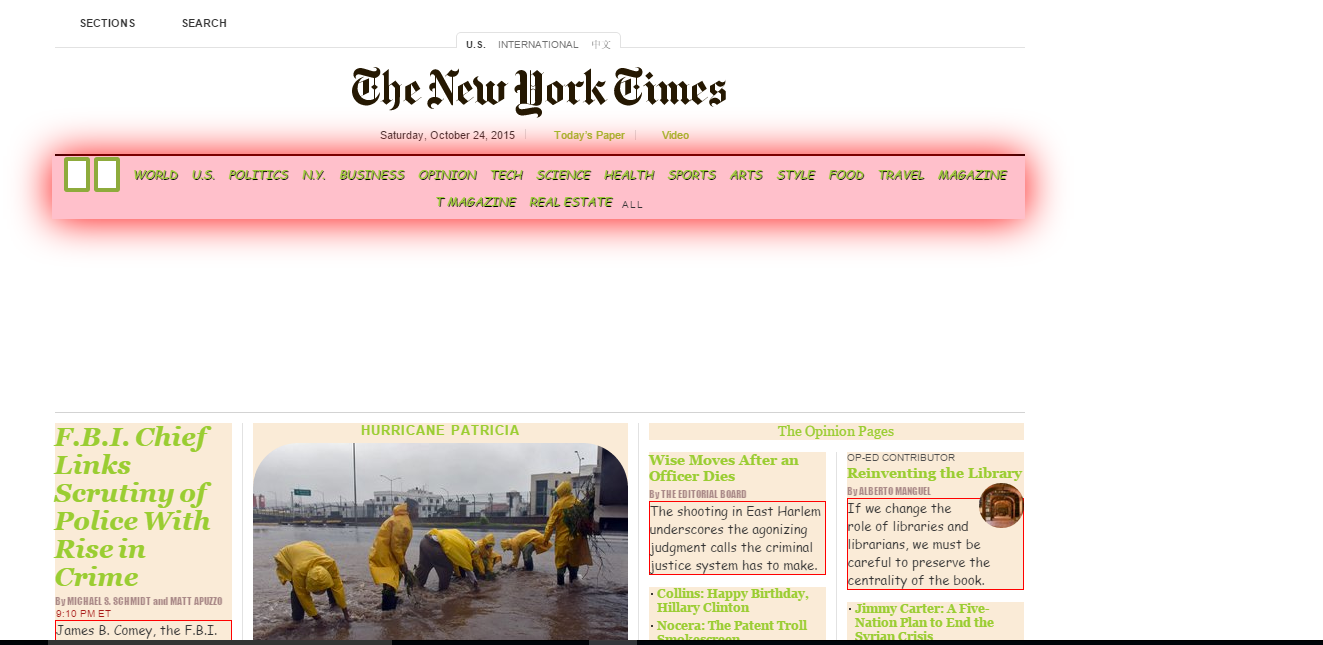 SECTIONS SEARCH
U.S. INTERNATIONAL 中文
The New York Times
Saturday, October 24, 2015 Today's Paper Video
WORLD U.S. POLITICS N.Y. BUSINESS OPINION TECH SCIENCE HEALTH SPORTS ARTS STYLE FOOD TRAVEL MAGAZINE
T MAGAZINE REAL ESTATE ALL
F.B.I. Chief
Links
Scrutiny of
Police With
Rise in
Crime
By MICHAEL S. SCHMIDT and MATT APUZZO
9:10 PM ET
James B. Comey, the F.B.I.
HURRICANE PATRICIA
The Opinion Pages
Wise Moves After an
Officer Dies
By THE EDITORIAL BOARD
The shooting in East Harlem
underscores the agonizing
judgment calls the criminal
justice system has to make.
· Collins: Happy Birthday,
Hillary Clinton
· Nocera: The Patent Troll
Smokescreen
OP-ED CONTRIBUTOR
Reinventing the Library
By ALBERTO MANGUEL
If we change the
role of libraries and
librarians, we must be
careful to preserve the
centrality of the book.
· Jimmy Carter: A Five-
Nation Plan to End the
Syrian Crisis